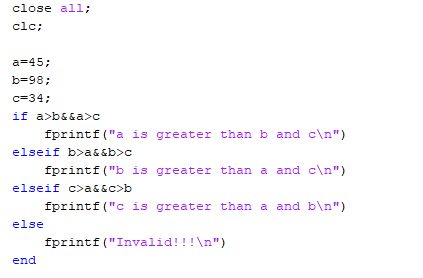 close all;
clc;
a=45;
b=98;
c=34;
if a>b&&a>c
    fprintf("a is greater than b and c\n")
elseif b>a&&b>c
    fprintf("b is greater than a and c\n")
elseif c>a&&c>b
    fprintf("c is greater than a and b\n")
else
    fprintf("Invalid!!!\n")
end